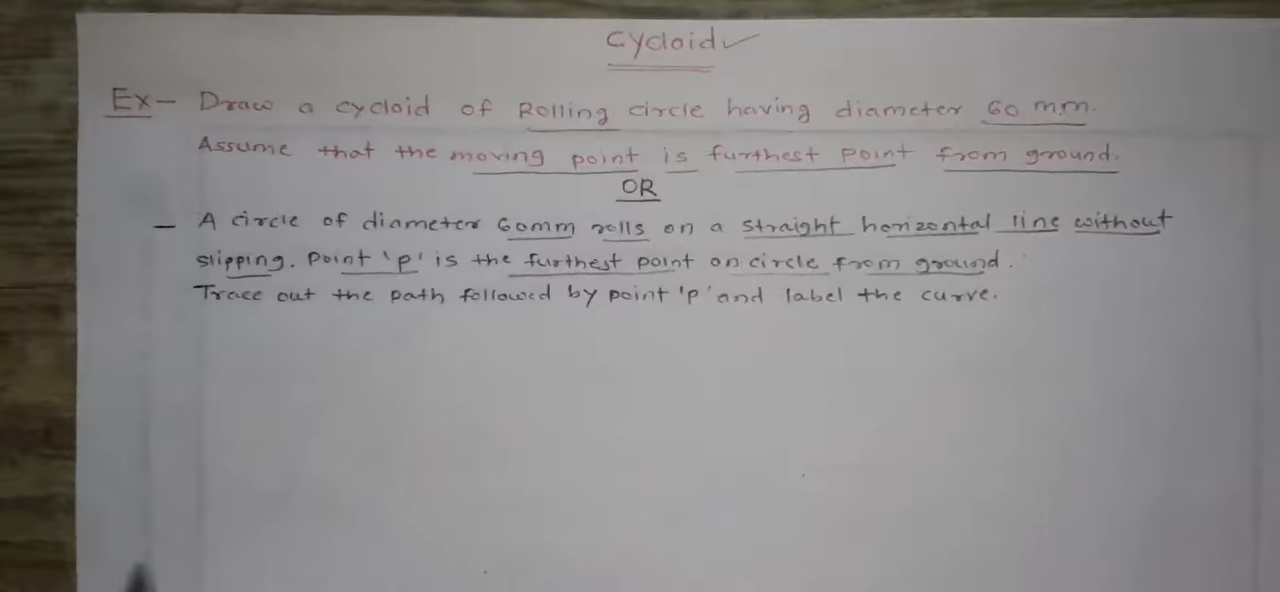 Cycloid ✓
Ex- Draw a cycloid of Rolling circle having diameter 60 mm.
Assume that the moving point is furthest point from ground.
OR
- A circle of diameter 60mm rolls on a straight horizontal line without
slipping. Point 'p' is the furthest point on circle from ground.
Trace out the path followed by point 'p' and label the curve.